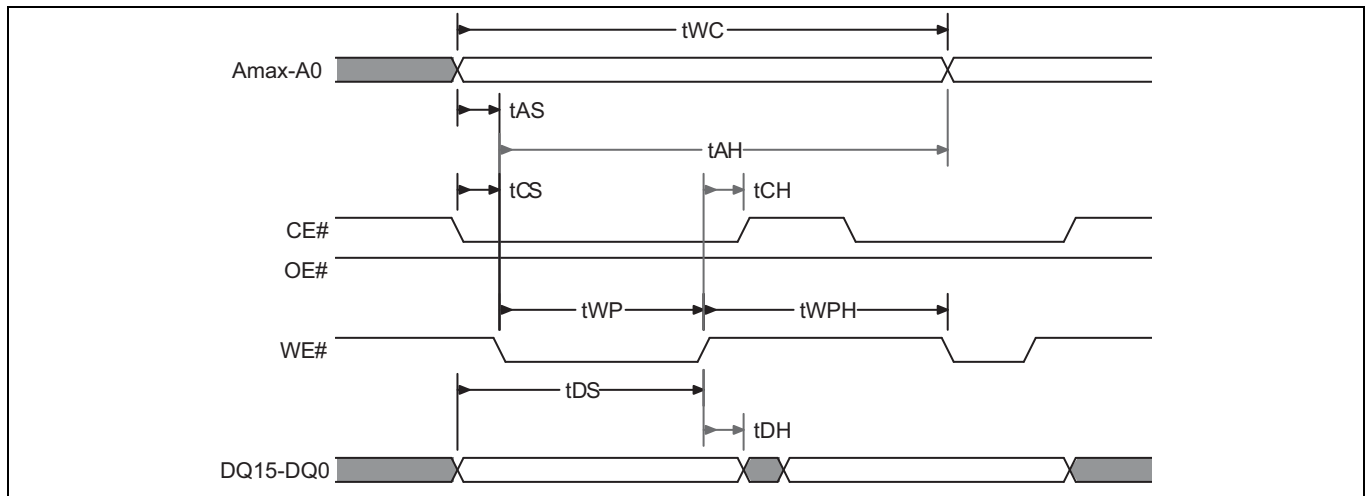 tWC
Amax-A0
tAS
tAH
tCS
tCH
CE#
OE#
tWP
tWPH
WE#
tDS
tDH
DQ15-DQ0